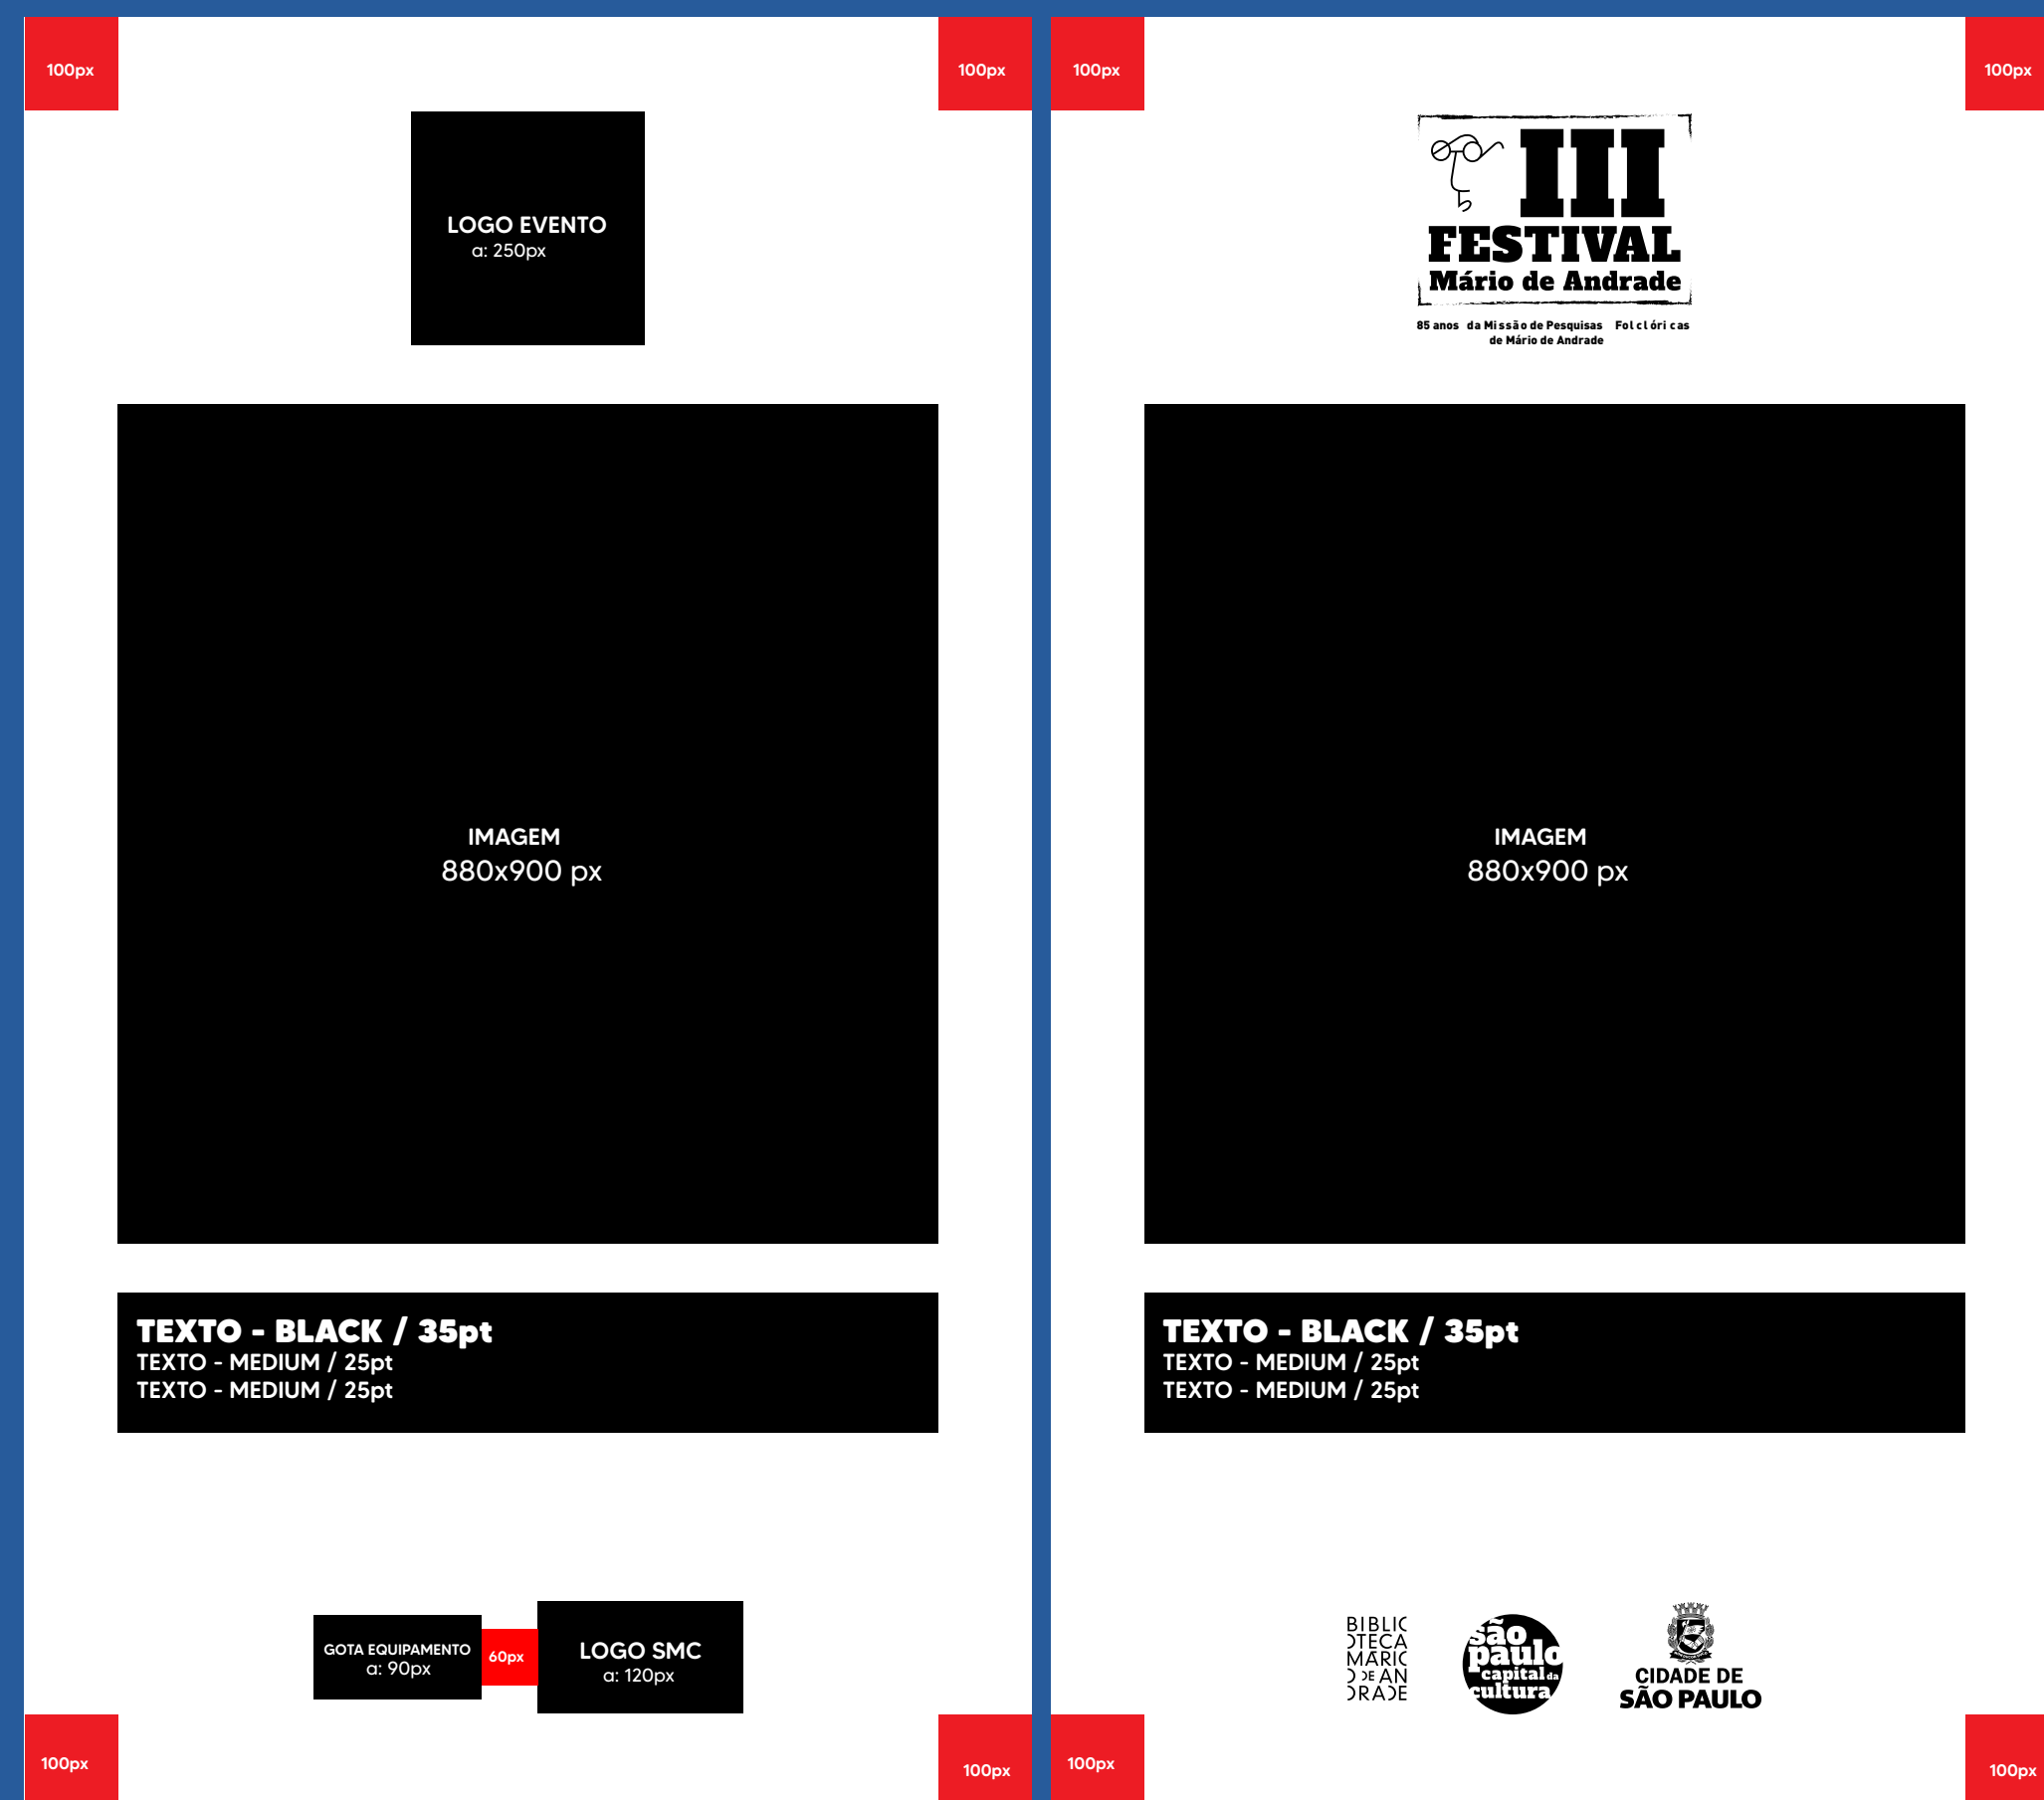 100px
100px
LOGO EVENTO
a: 250px
IMAGEM
880x900 px
TEXTO - BLACK / 35pt
TEXTO - MEDIUM / 25pt
TEXTO - MEDIUM / 25pt
GOTA EQUIPAMENTO
a: 90px
60px
LOGO SMC
a: 120px
100px
100px
100px
100px
III
FESTIVAL
Mário de Andrade
85 anos da Missão de Pesquisas Folclóricas
de Mário de Andrade
IMAGEM
880x900 px
TEXTO - BLACK / 35pt
TEXTO - MEDIUM / 25pt
TEXTO - MEDIUM / 25pt
BIBLIO
OTECA
MÁRIO
O DE AN
DRADE
são
paulo
capital da
cultura
CIDADE DE
SÃO PAULO
100px
100px